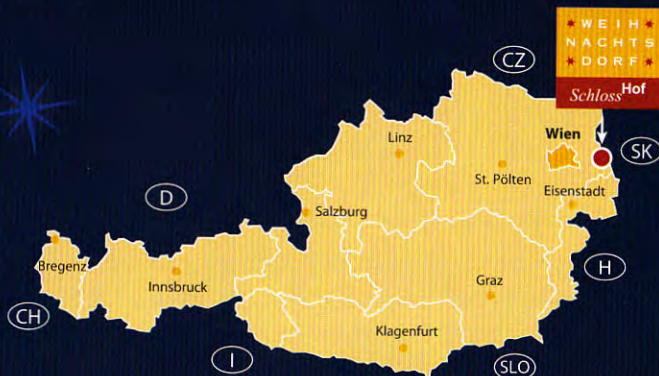 WEIH
NACHTS
DORF
Schloss Hof
CZ
Linz
Wien
SK
St. Pölten
D
Eisenstadt
Salzburg
Bregenz
Innsbruck
H
Graz
CH
Klagenfurt
I
SLO